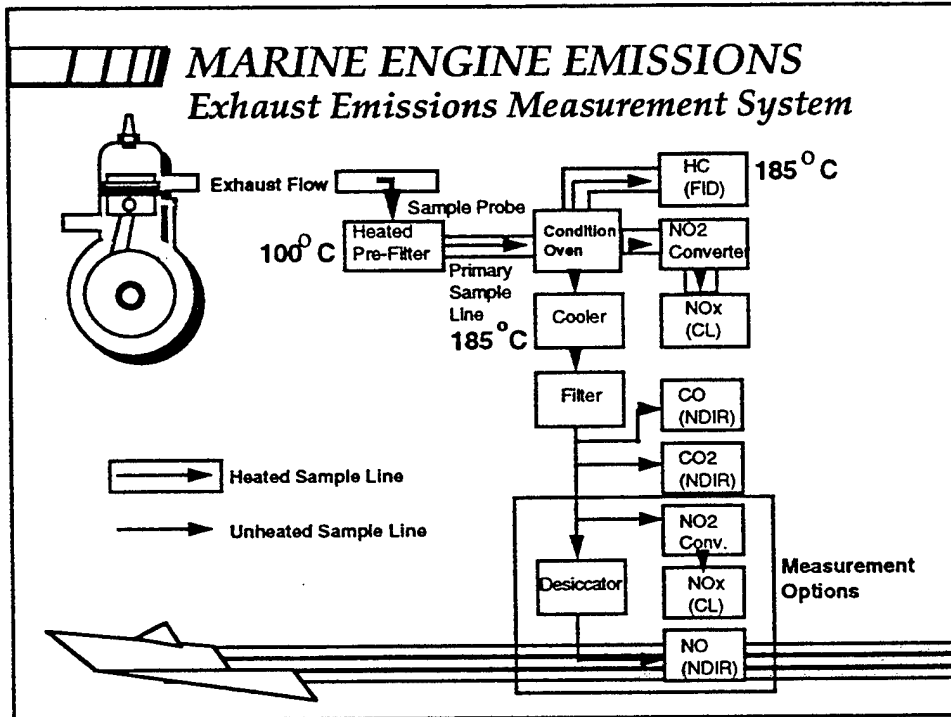 MARINE ENGINE EMISSIONS
Exhaust Emissions Measurement System
Exhaust Flow
Sample Probe
100°C
Heated
Pre-Filter
Primary
Sample
Line
185°C
Condition
Oven
HC
(FID)
185°C
NO2
Converter
NOx
(CL)
Cooler
Filter
CO
(NDIR)
CO2
(NDIR)
Heated Sample Line
Unheated Sample Line
NO2
Conv.
NOx
(CL)
Desiccator
NO
(NDIR)
Measurement
Options